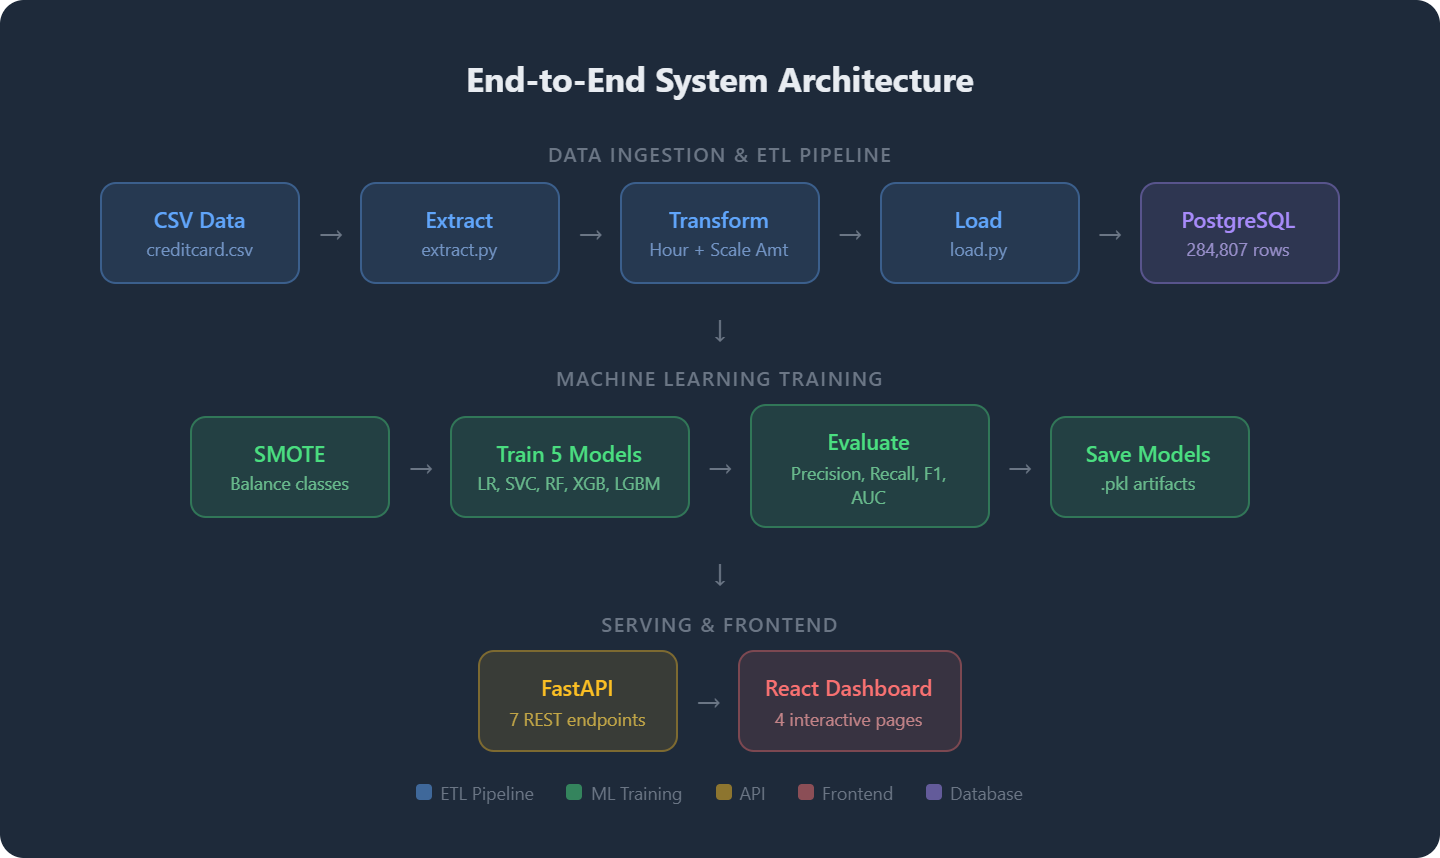 End-to-End System Architecture
DATA INGESTION & ETL PIPELINE
CSV Data
creditcard.csv
→
Extract
extract.py
→
Transform
Hour + Scale Amt
→
Load
load.py
→
PostgreSQL
284,807 rows
↓
MACHINE LEARNING TRAINING
SMOTE
Balance classes
→
Train 5 Models
LR, SVC, RF, XGB, LGBM
→
Evaluate
Precision, Recall, F1,
AUC
→
Save Models
.pkl artifacts
↓
SERVING & FRONTEND
FastAPI
7 REST endpoints
→
React Dashboard
4 interactive pages
ETL Pipeline
ML Training
API
Frontend
Database